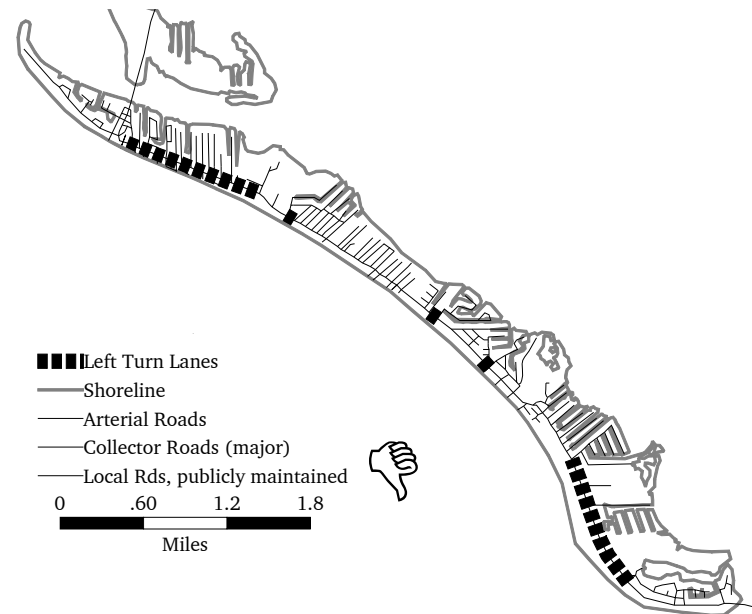 Left Turn Lanes
Shoreline
Arterial Roads
Collector Roads (major)
Local Rds, publicly maintained
0 .60 1.2 1.8
Miles